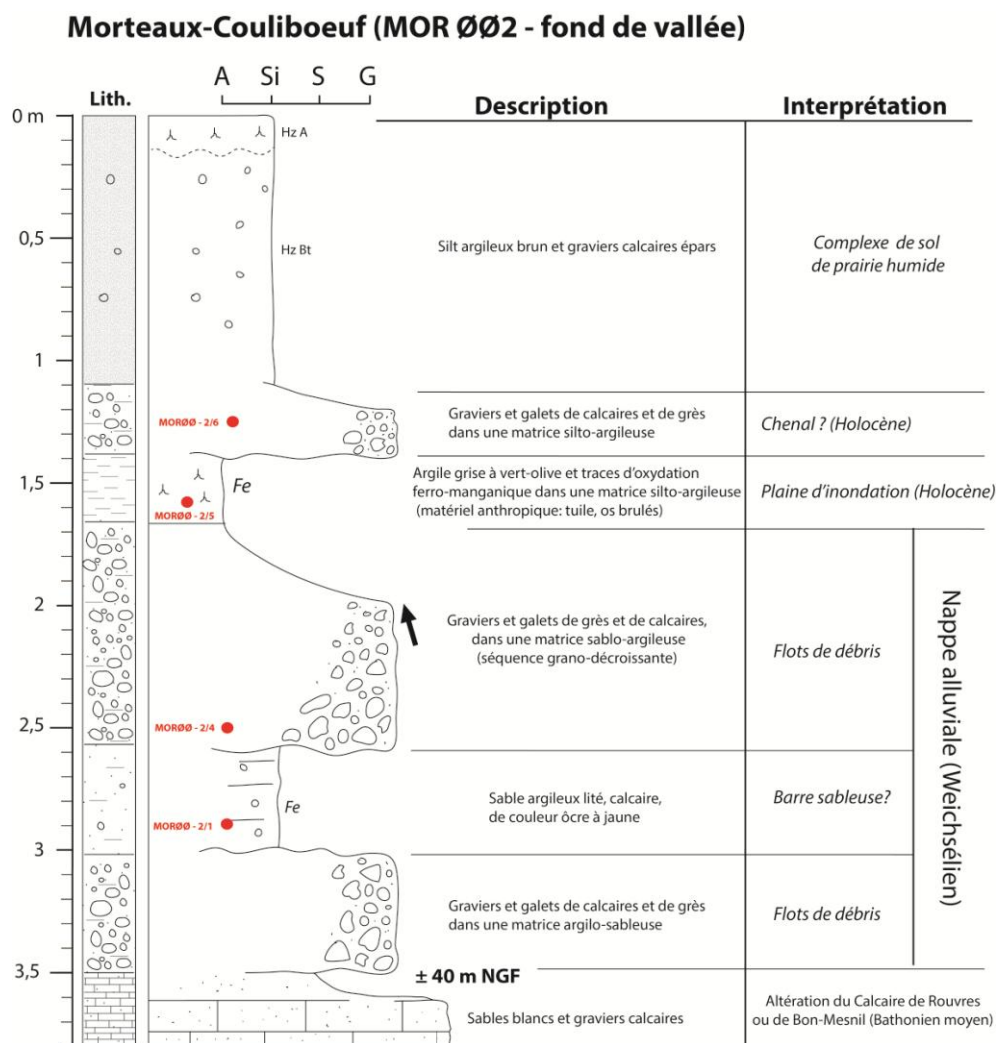 Morteaux-Couliboeuf (MOR ØØ2 - fond de vallée)
A Si S G
Lith. Description Interprétation
0 m
Hz A
0,5
Hz Bt
Silt argileux brun et graviers calcaires épars
Complexe de sol
de prairie humide
1
MORØØ - 2/6
Graviers et galets de calcaires et de grès
dans une matrice silto-argileuse
Chenal ? (Holocène)
1,5
Fe
MORØØ - 2/5
Argile grise à vert-olive et traces d'oxydation
ferro-manganique dans une matrice silto-argileuse
(matériel anthropique: tuile, os brulés)
Plaine d'inondation (Holocène)
2
Graviers et galets de grès et de calcaires,
dans une matrice sablo-argileuse
(séquence grano-décroissante)
Flots de débris
Nappe alluviale (Weichsélien)
2,5
MORØØ - 2/4
Fe
MORØØ - 2/1
Sable argileux lité, calcaire,
de couleur ôcre à jaune
Barre sableuse?
3
Graviers et galets de calcaires et de grès
dans une matrice argilo-sableuse
Flots de débris
3,5
± 40 m NGF
Sables blancs et graviers calcaires
Altération du Calcaire de Rouvres
ou de Bon-Mesnil (Bathonien moyen)